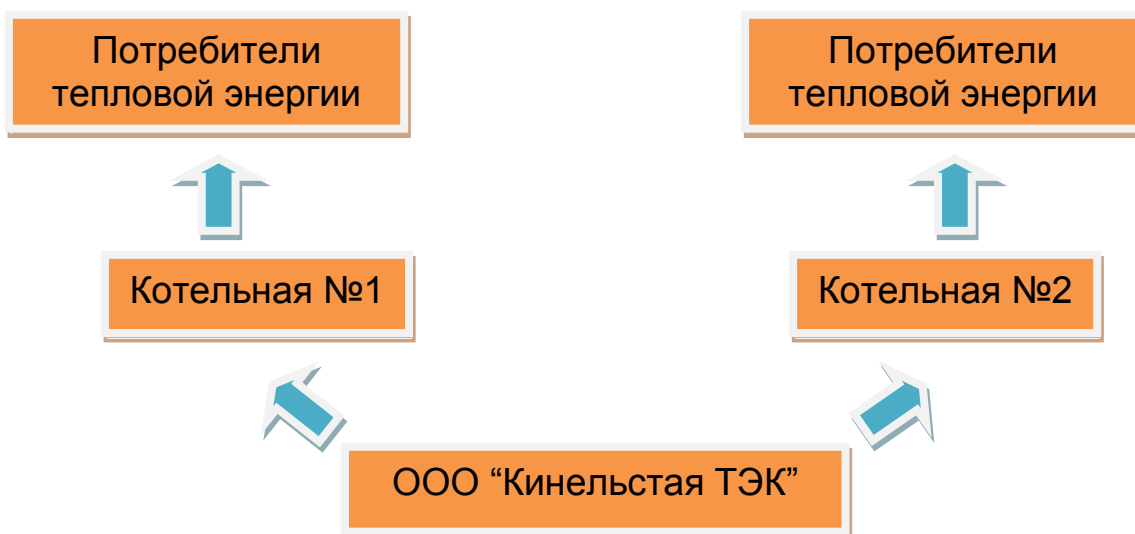 Потребители
тепловой энергии
Потребители
тепловой энергии
Котельная №1
Котельная №2
ООО “Кинельстая ТЭК”